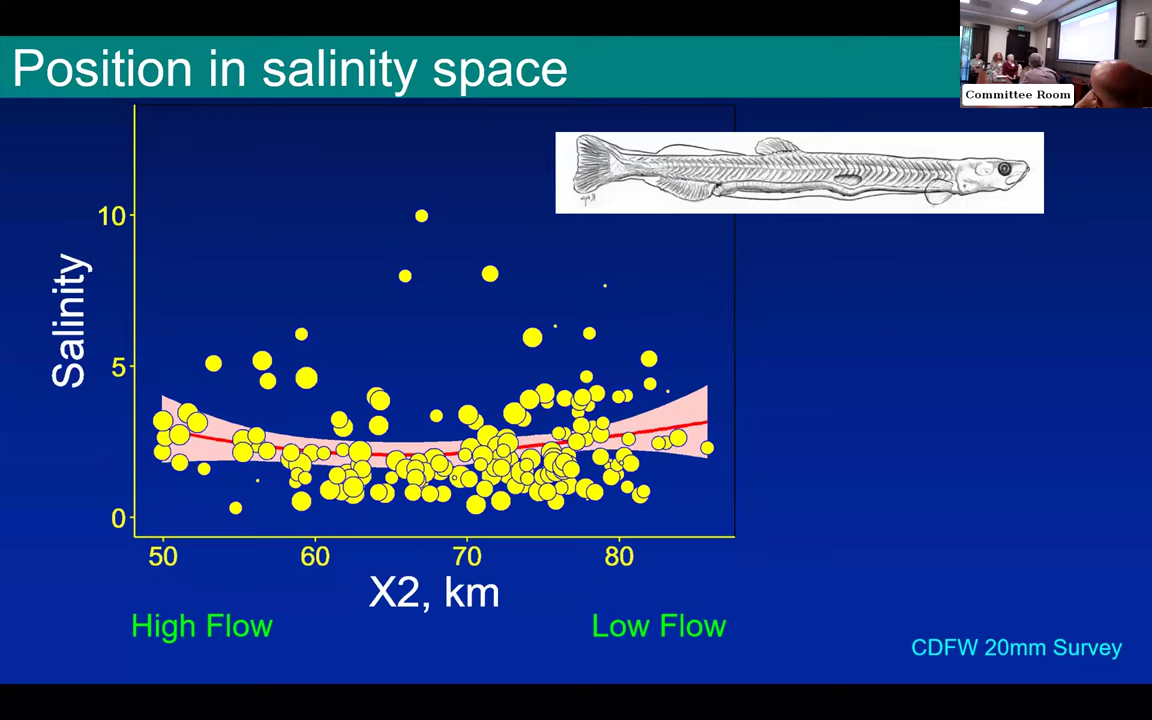 Position in salinity space
Committee Room
10
5
0
Salinity
50 60 70 80
X2, km
High Flow Low Flow
CDFW 20mm Survey